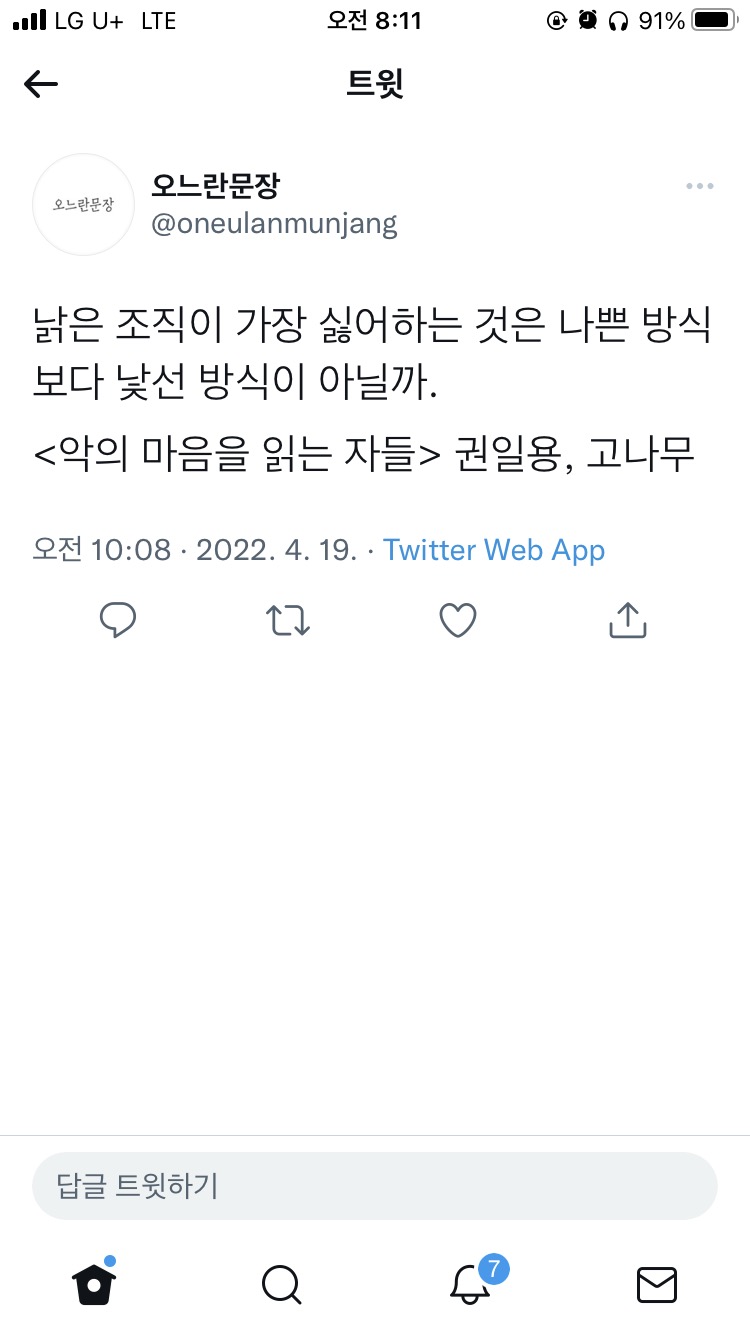 LG U+ LTE 오전 8:11 91%
트윗
오느란문장
오느란문장
@oneulanmunjang
낡은 조직이 가장 싫어하는 것은 나쁜 방식
보다 낯선 방식이 아닐까.
<악의 마음을 읽는 자들> 권일용, 고나무
오전 10:08 · 2022. 4. 19. · Twitter Web App
답글 트윗하기
7